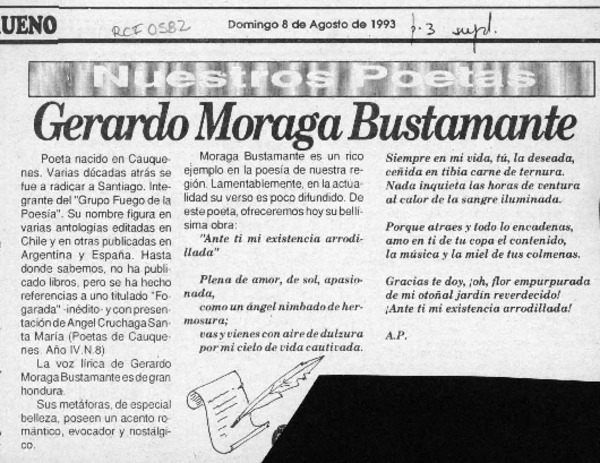 UENO
RCF 0582
Domingo 8 de Agosto de 1993
p. 3 supl.
Nuestros Poetas
Gerardo Moraga Bustamante
Poeta nacido en Cauque-
nes. Varias décadas atrás se
fue a radicar a Santiago. Inte-
grante del "Grupo Fuego de la
Poesía". Su nombre figura en
varias antologías editadas en
Chile y en otras publicadas en
Argentina y España. Hasta
donde sabemos, no ha pu-
blicado libros, pero se ha hecho
referencias a uno titulado "Fo-
garada" -inédito- y con presen-
tación de Angel Cruchaga San-
ta María (Poetas de Cauque-
nes. Año IV.N.8)
La voz lírica de Gerardo
Moraga Bustamante es de gran
hondura.
Sus metáforas, de especial
belleza, poseen un acento ro-
mántico, evocador y nostálgi-
co.
Moraga Bustamante es un rico
ejemplo en la poesía de nuestra re-
gión. Lamentablemente, en la actua-
lidad su verso es poco difundido. De
este poeta, ofreceremos hoy su bellí-
sima obra:
"Ante ti mi existencia arrodi-
llada"
Plena de amor, de sol, apasio-
nada,
como un ángel nimbado de her-
mosura;
vas y vienes con aire de dulzura
por mi cielo de vida cautivada.
Siempre en mi vida, tú, la deseada,
ceñida en tibia carne de ternura.
Nada inquieta las horas de ventura
al calor de la sangre iluminada.
Porque atraes y todo lo encadenas,
amo en ti de tu copa el contenido,
la música y la miel de tus colmenas.
Gracias te doy, ¡oh, flor empurpurada
de mi otoñal jardín reverdecido!
¡Ante ti mi existencia arrodillada!
A.P.